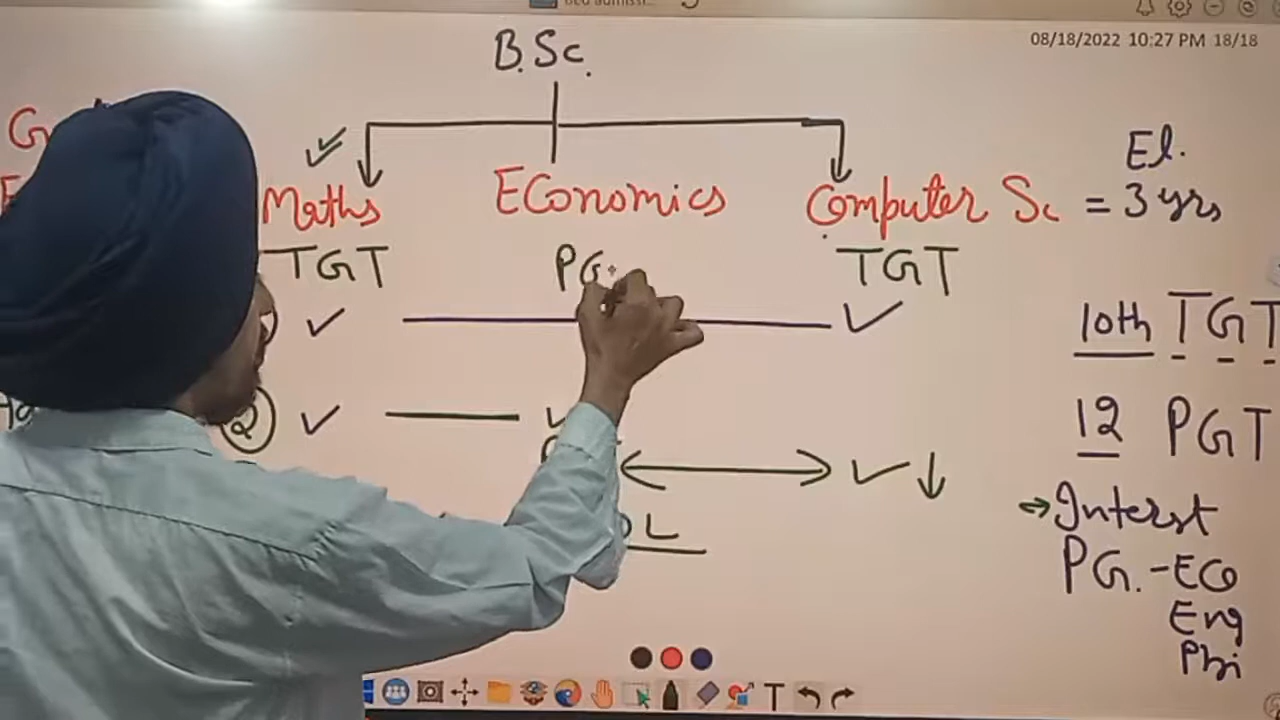 08/18/2022 10:27 PM 18/18
B.Sc.
El.
Maths Economics Computer Sc = 3 yrs
TGT PG TGT
10th TGT
12 PGT
2
Interst
L
PG. - ECO
Eng
Phi
T